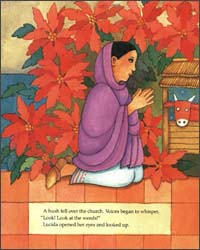 A hush fell over the church. Voices began to whisper.
"Look! Look at the weeds!"
Lucida opened her eyes and looked up.